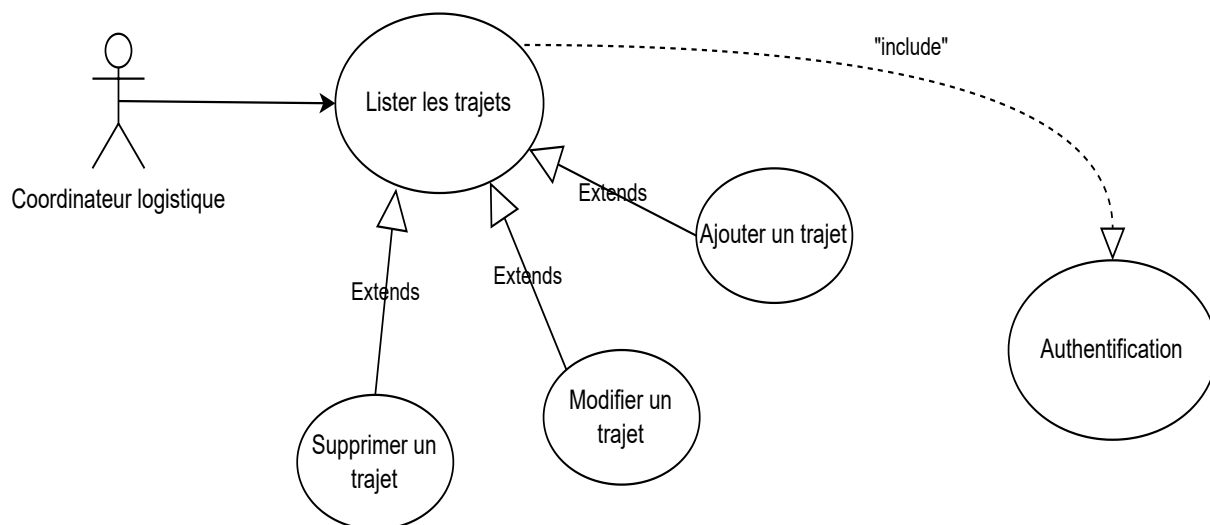 "include"
Lister les trajets
Coordinateur logistique
Extends
Ajouter un trajet
Extends
Extends
Authentification
Modifier un
trajet
Supprimer un
trajet